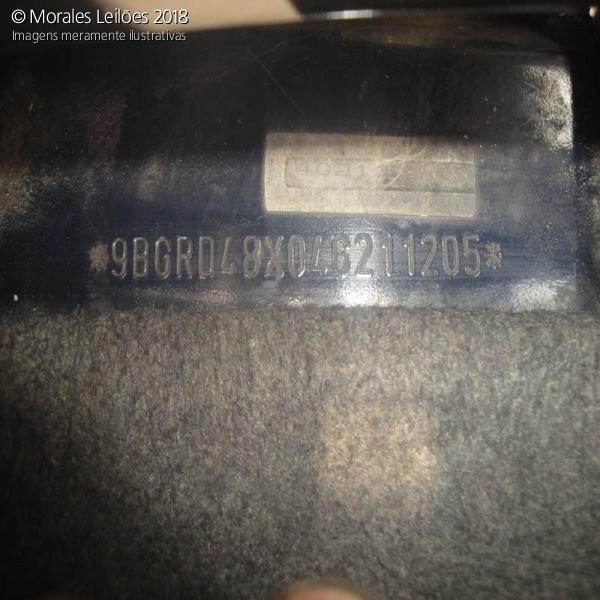 © Morales Leilões 2018
Imagens meramente ilustrativas
*9BGRD48X04G211205*